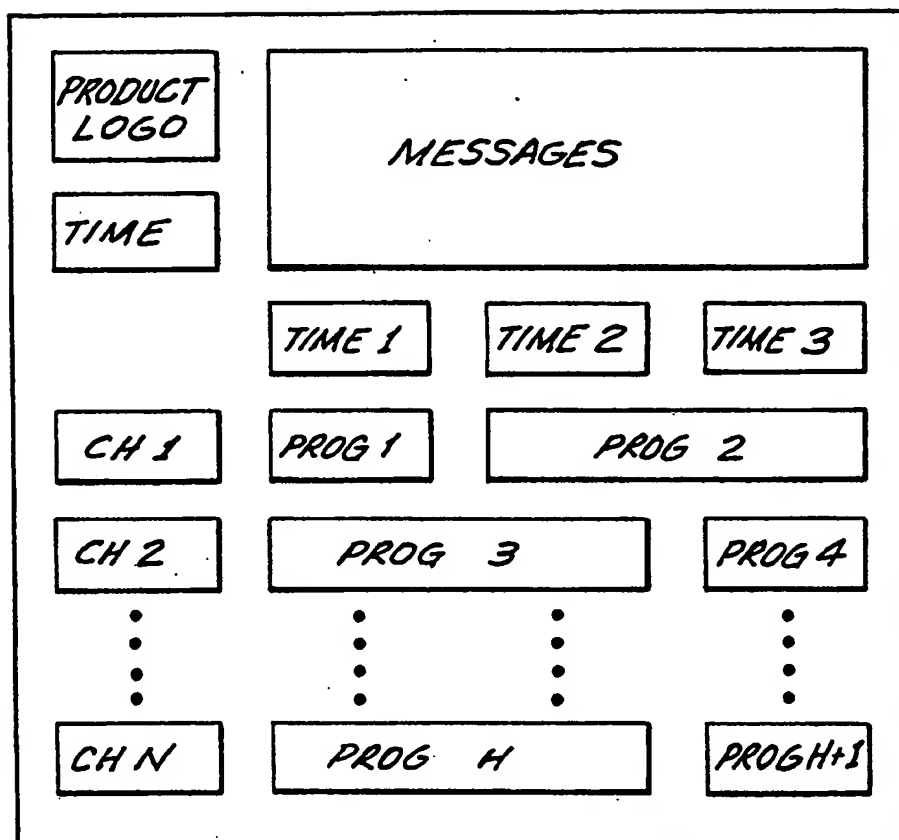 PRODUCT
LOGO
MESSAGES
TIME
TIME 1
TIME 2
TIME 3
CH 1
PROG 1
PROG 2
CH 2
PROG 3
PROG 4
CH N
PROG H
PROG H+1